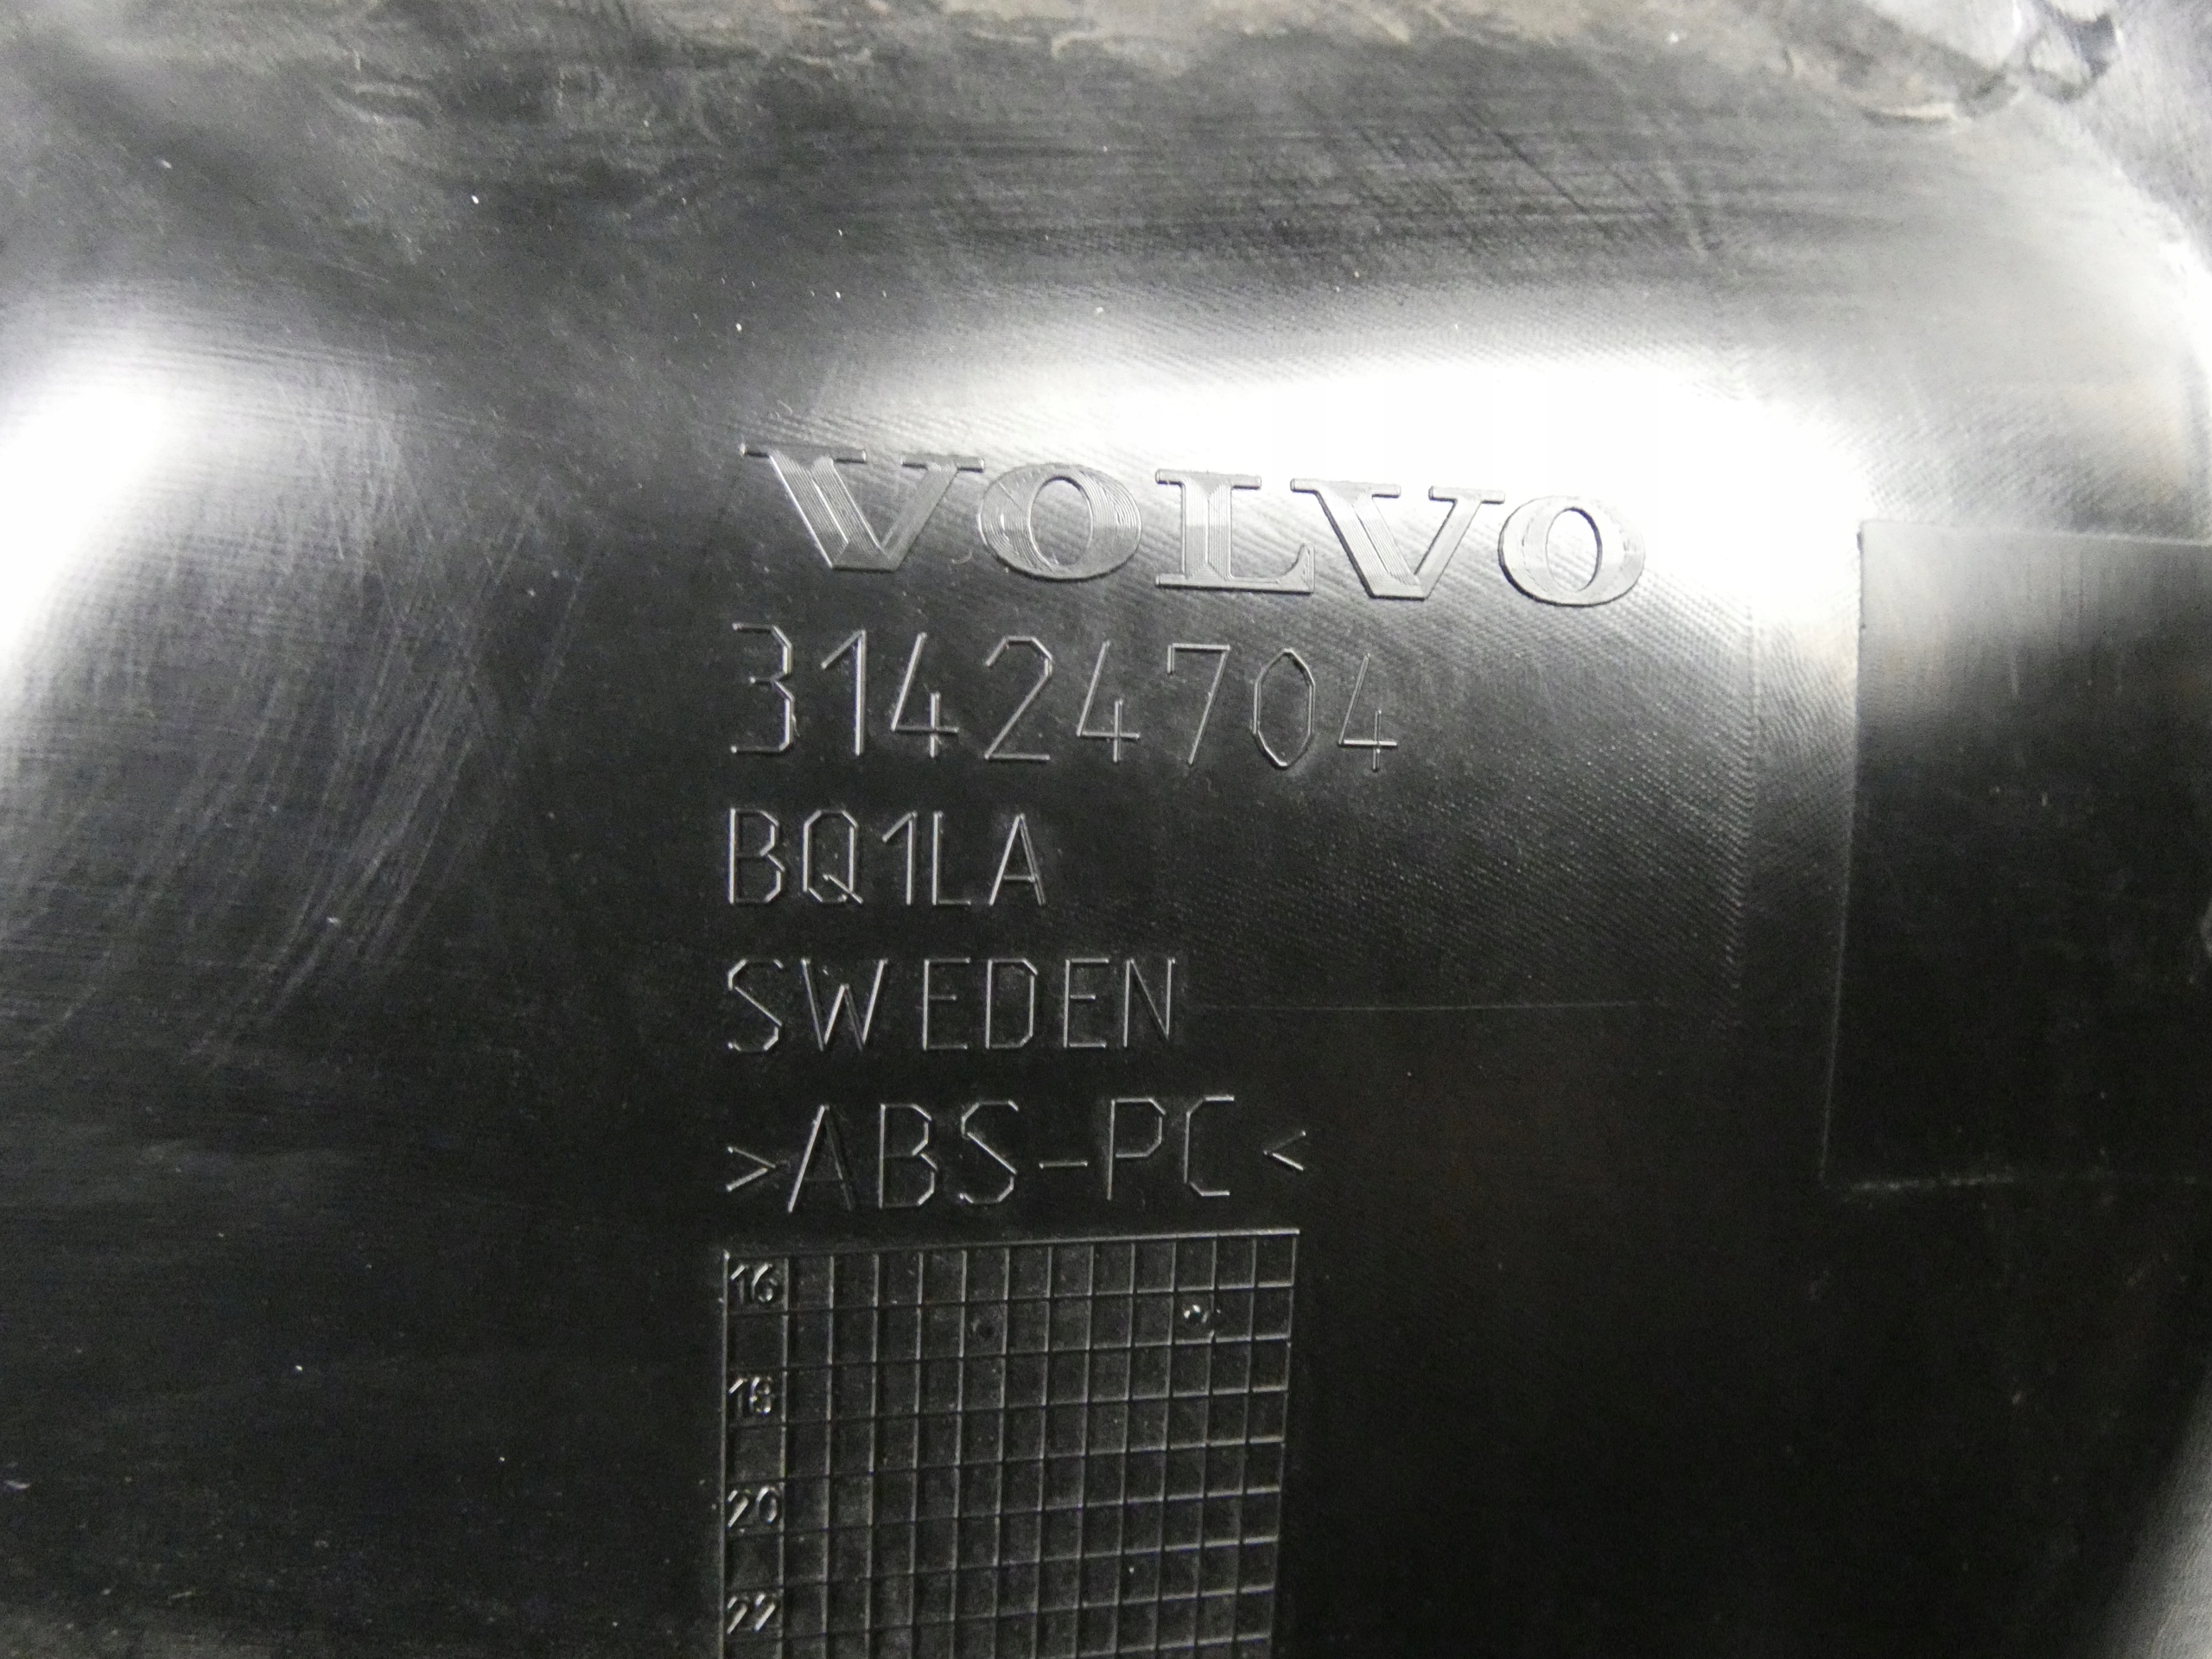 VOLVO
31424704
BQ1LA
SWEDEN
>ABS-PC<
16
18
20
22